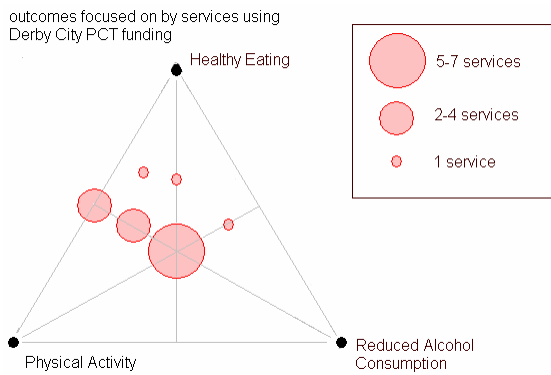 outcomes focused on by services using
Derby City PCT funding
Healthy Eating
5-7 services
2-4 services
1 service
Physical Activity
Reduced Alcohol
Consumption